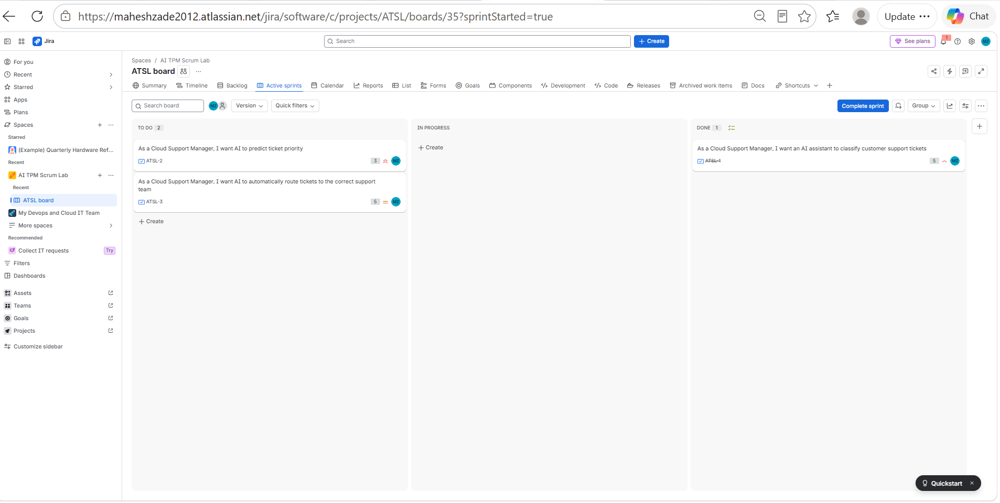 https://maheshzade2012.atlassian.net/jira/software/c/projects/ATSL/boards/35?sprintStarted=true
Update
Chat
Jira
Search
Create
See plans
1
MZ
For you
Recent
Starred
Apps
Plans
Spaces
Starred
(Example) Quarterly Hardware Ref...
Recent
AI TPM Scrum Lab
Recent
ATSL board
My Devops and Cloud IT Team
More spaces
Recommended
Collect IT requests
Try
Filters
Dashboards
Assets
Teams
Goals
Projects
Customize sidebar
Spaces / AI TPM Scrum Lab
ATSL board
Summary Timeline Backlog Active sprints Calendar Reports List Forms Goals Components Development Code Releases Archived work items Docs Shortcuts
Search board
MZ
Version
Quick filters
Complete sprint
Group
TO DO 2
As a Cloud Support Manager, I want AI to predict ticket priority
ATSL-2 3 MZ
As a Cloud Support Manager, I want AI to automatically route tickets to the correct support
team
ATSL-3 5 MZ
Create
IN PROGRESS
Create
DONE 1
As a Cloud Support Manager, I want an AI assistant to classify customer support tickets
ATSL-1 5 MZ
Quickstart